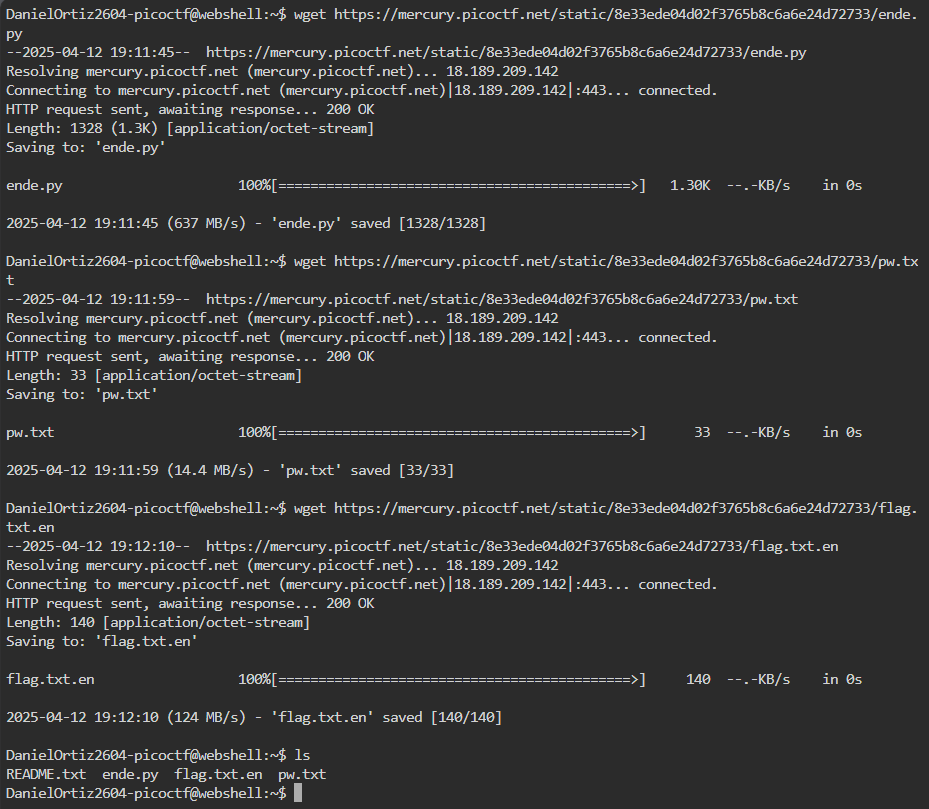 DanielOrtiz2604-picoctf@webshell:~$ wget https://mercury.picoctf.net/static/8e33ede04d02f3765b8c6a6e24d72733/ende.
py
--2025-04-12 19:11:45--  https://mercury.picoctf.net/static/8e33ede04d02f3765b8c6a6e24d72733/ende.py
Resolving mercury.picoctf.net (mercury.picoctf.net)... 18.189.209.142
Connecting to mercury.picoctf.net (mercury.picoctf.net)|18.189.209.142|:443... connected.
HTTP request sent, awaiting response... 200 OK
Length: 1328 (1.3K) [application/octet-stream]
Saving to: 'ende.py'
ende.py                      100%[============================================>]   1.30K  --.-KB/s    in 0s
2025-04-12 19:11:45 (637 MB/s) - 'ende.py' saved [1328/1328]
DanielOrtiz2604-picoctf@webshell:~$ wget https://mercury.picoctf.net/static/8e33ede04d02f3765b8c6a6e24d72733/pw.tx
t
--2025-04-12 19:11:59--  https://mercury.picoctf.net/static/8e33ede04d02f3765b8c6a6e24d72733/pw.txt
Resolving mercury.picoctf.net (mercury.picoctf.net)... 18.189.209.142
Connecting to mercury.picoctf.net (mercury.picoctf.net)|18.189.209.142|:443... connected.
HTTP request sent, awaiting response... 200 OK
Length: 33 [application/octet-stream]
Saving to: 'pw.txt'
pw.txt                       100%[============================================>]      33  --.-KB/s    in 0s
2025-04-12 19:11:59 (14.4 MB/s) - 'pw.txt' saved [33/33]
DanielOrtiz2604-picoctf@webshell:~$ wget https://mercury.picoctf.net/static/8e33ede04d02f3765b8c6a6e24d72733/flag.
txt.en
--2025-04-12 19:12:10--  https://mercury.picoctf.net/static/8e33ede04d02f3765b8c6a6e24d72733/flag.txt.en
Resolving mercury.picoctf.net (mercury.picoctf.net)... 18.189.209.142
Connecting to mercury.picoctf.net (mercury.picoctf.net)|18.189.209.142|:443... connected.
HTTP request sent, awaiting response... 200 OK
Length: 140 [application/octet-stream]
Saving to: 'flag.txt.en'
flag.txt.en                  100%[============================================>]     140  --.-KB/s    in 0s
2025-04-12 19:12:10 (124 MB/s) - 'flag.txt.en' saved [140/140]
DanielOrtiz2604-picoctf@webshell:~$ ls
README.txt  ende.py  flag.txt.en  pw.txt
DanielOrtiz2604-picoctf@webshell:~$